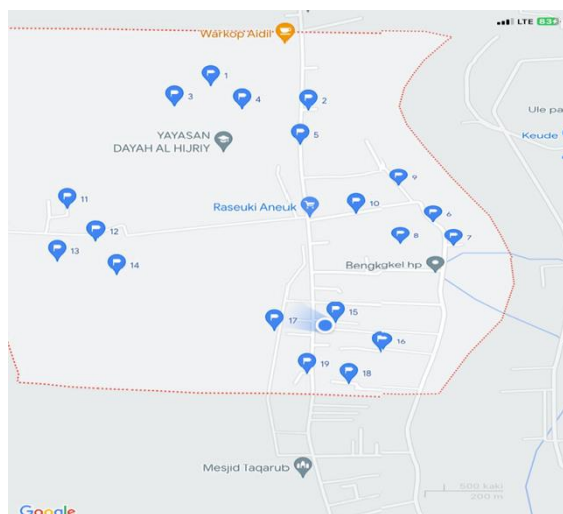 LTE 63
Warkop Aidil
1
3
4
2
YAYASAN
DAYAH AL HIJRIY
5
Ule pa
Keude
9
11
Raseuki Aneuk
10
6
12
8
7
13
14
Bengkgkel hp
15
17
16
19
18
Mesjid Taqarub
500 kaki
200 m
Google